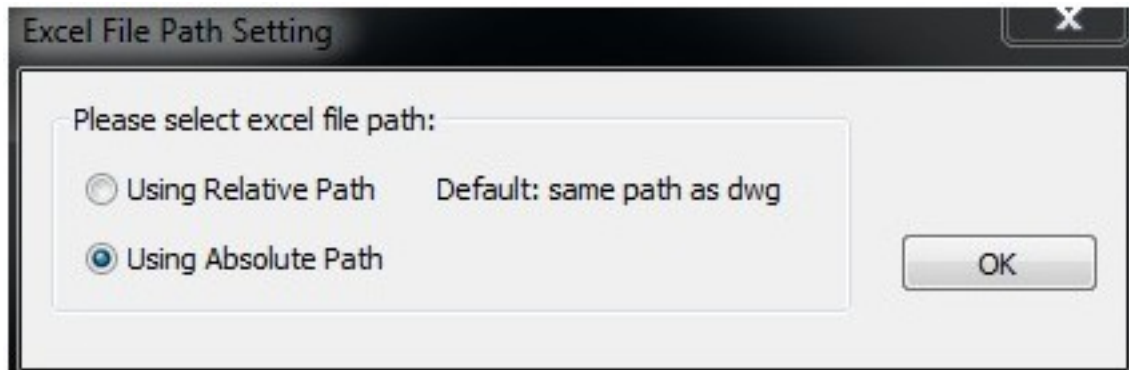 Excel File Path Setting
X
Please select excel file path:
Using Relative Path Default: same path as dwg
Using Absolute Path
OK